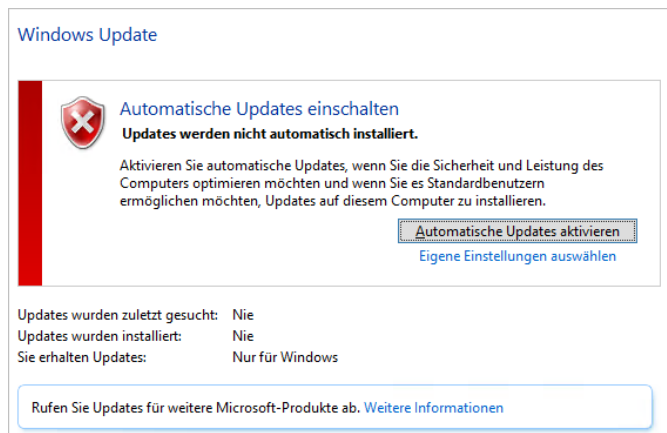 Windows Update
Automatische Updates einschalten
Updates werden nicht automatisch installiert.
Aktivieren Sie automatische Updates, wenn Sie die Sicherheit und Leistung des
Computers optimieren möchten und wenn Sie es Standardbenutzern
ermöglichen möchten, Updates auf diesem Computer zu installieren.
Automatische Updates aktivieren
Eigene Einstellungen auswählen
Updates wurden zuletzt gesucht: Nie
Updates wurden installiert: Nie
Sie erhalten Updates: Nur für Windows
Rufen Sie Updates für weitere Microsoft-Produkte ab. Weitere Informationen